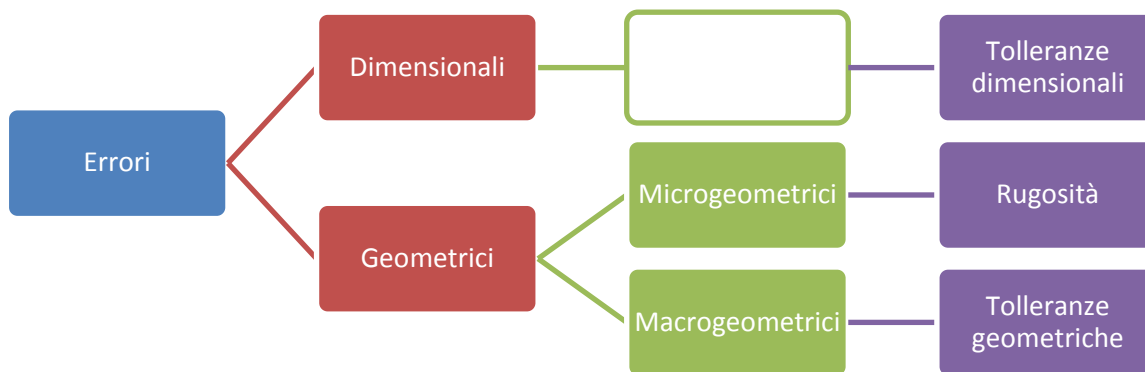 Errori
Dimensionali
Tolleranze
dimensionali
Geometrici
Microgeometrici
Rugosità
Macrogeometrici
Tolleranze
geometriche